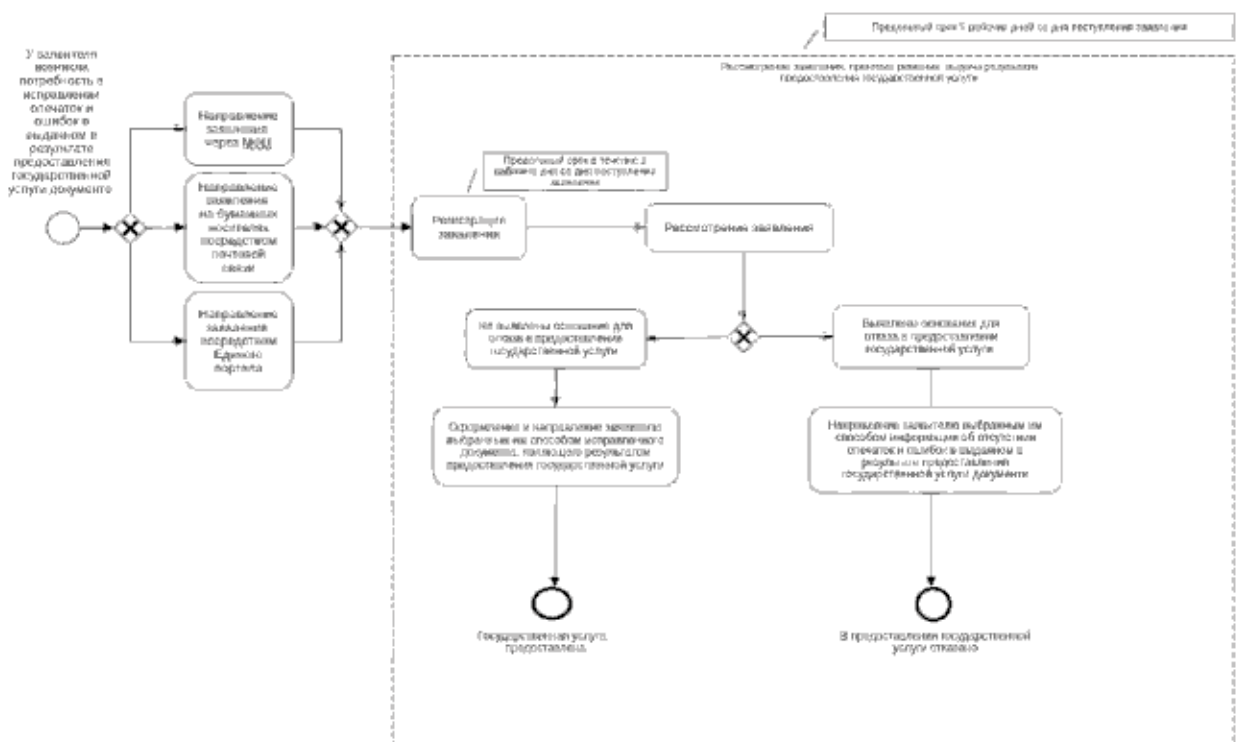 Предельный срок 5 рабочих дней со дня поступления заявления
Рассмотрение заявления, принятие решения, выдача результата
предоставления государственной услуги
У заявителя
возникла
потребность в
исправлении
опечаток и
ошибок в
выданном в
результате
предоставления
государственной
услуги документе
Направление
заявления
через
Направление
заявления
на бумажных
носителях
посредством
почтовой
связи
Направление
заявления
посредством
Единого
портала
Предельный срок в течение
рабочего дня со дня поступления
заявления
Регистрация
заявления
Рассмотрение заявления
Не выявлены основания для
отказа в предоставлении
государственной услуги
Выявлены основания для
отказа в предоставлении
государственной услуги
Оформление и направление заявителю
выбранным им способом исправленного
документа, являющегося результатом
предоставления государственной услуги
Направление заявителю выбранным им
способом информации об отсутствии
опечаток и ошибок в выданном в
результате предоставления
государственной услуги документе
Государственная услуга
предоставлена
В предоставлении государственной
услуги отказано